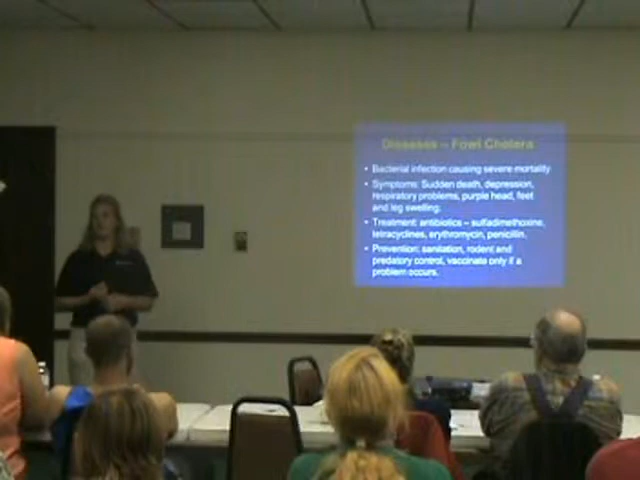 Diseases – Fowl Cholera
• Bacterial infection causing severe mortality
• Symptoms: Sudden death, depression,
respiratory problems, purple head, feet
and leg swelling.
• Treatment: antibiotics – sulfadimethoxine,
tetracyclines, erythromycin, penicillin.
• Prevention: sanitation, rodent and
predatory control, vaccinate only if a
problem occurs.